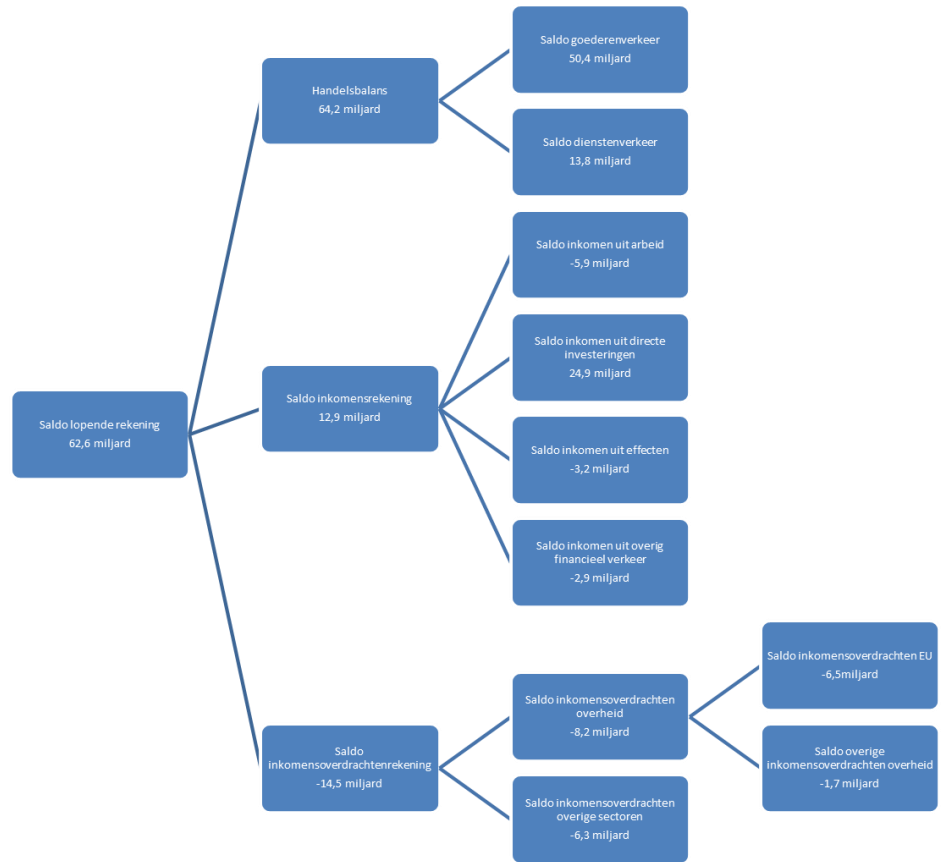 Saldo lopende rekening
62,6 miljard
Handelsbalans
64,2 miljard
Saldo goederenverkeer
50,4 miljard
Saldo dienstenverkeer
13,8 miljard
Saldo inkomensrekening
12,9 miljard
Saldo inkomen uit arbeid
-5,9 miljard
Saldo inkomen uit directe
investeringen
24,9 miljard
Saldo inkomen uit effecten
-3,2 miljard
Saldo inkomen uit overig
financieel verkeer
-2,9 miljard
Saldo
inkomensoverdrachtenrekening
-14,5 miljard
Saldo inkomensoverdrachten
overheid
-8,2 miljard
Saldo inkomensoverdrachten EU
-6,5miljard
Saldo overige
inkomensoverdrachten overheid
-1,7 miljard
Saldo inkomensoverdrachten
overige sectoren
-6,3 miljard